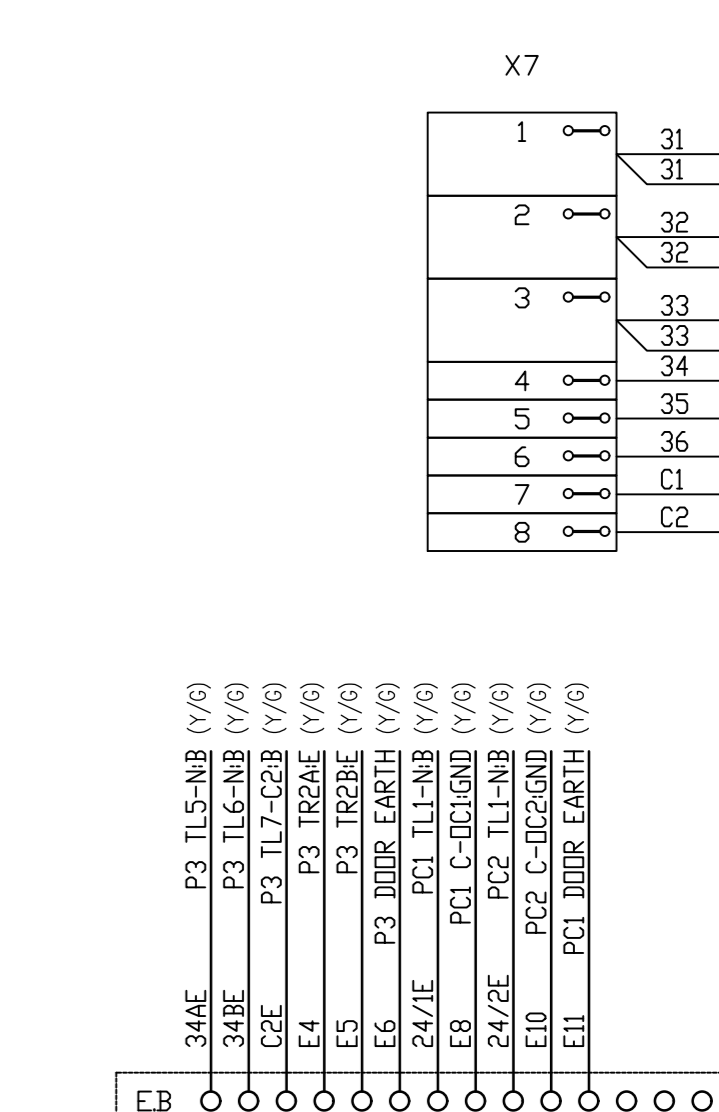 X7
1
31
31
2
32
32
3
33
33
4
34
5
35
6
36
7
C1
8
C2
34AE P3 TL5-N:B (Y/G)
34BE P3 TL6-N:B (Y/G)
C2E P3 TL7-C2:B (Y/G)
E4 P3 TR2A:E (Y/G)
E5 P3 TR2B:E (Y/G)
E6 P3 DOOR EARTH (Y/G)
24/1E PC1 TL1-N:B (Y/G)
E8 PC1 C-DC1:GND (Y/G)
24/2E PC2 TL1-N:B (Y/G)
E10 PC2 C-DC2:GND (Y/G)
E11 PC1 DOOR EARTH (Y/G)
E.B